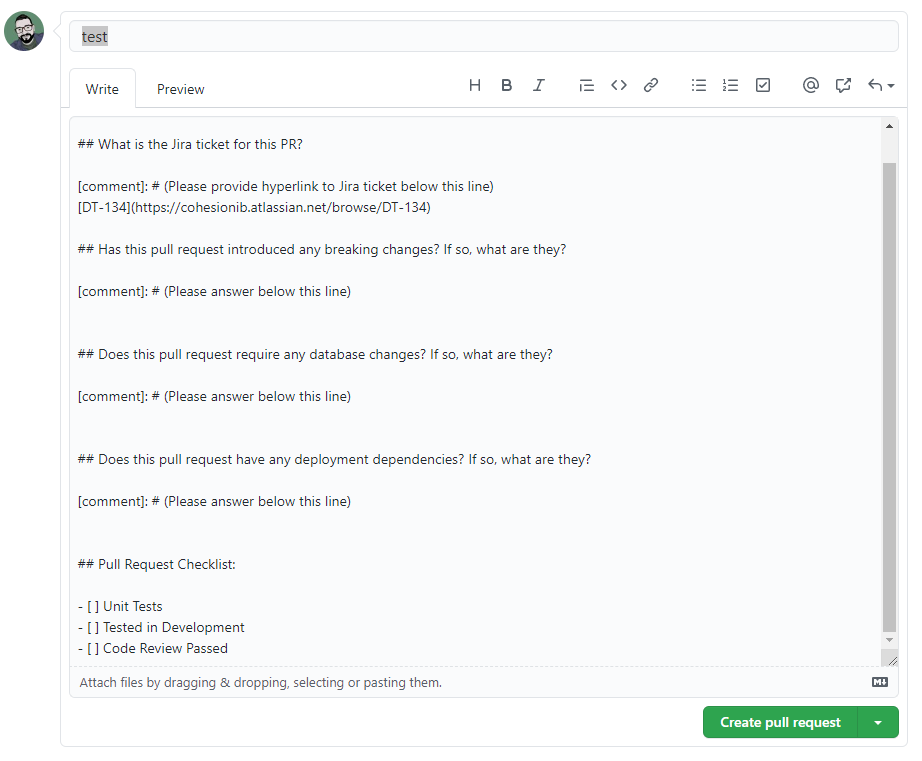 test
Write
Preview
## What is the Jira ticket for this PR?
[comment]: # (Please provide hyperlink to Jira ticket below this line)
[DT-134](https://cohesionib.atlassian.net/browse/DT-134)
## Has this pull request introduced any breaking changes? If so, what are they?
[comment]: # (Please answer below this line)
## Does this pull request require any database changes? If so, what are they?
[comment]: # (Please answer below this line)
## Does this pull request have any deployment dependencies? If so, what are they?
[comment]: # (Please answer below this line)
## Pull Request Checklist:
- [ ] Unit Tests
- [ ] Tested in Development
- [ ] Code Review Passed
Attach files by dragging & dropping, selecting or pasting them.
Create pull request